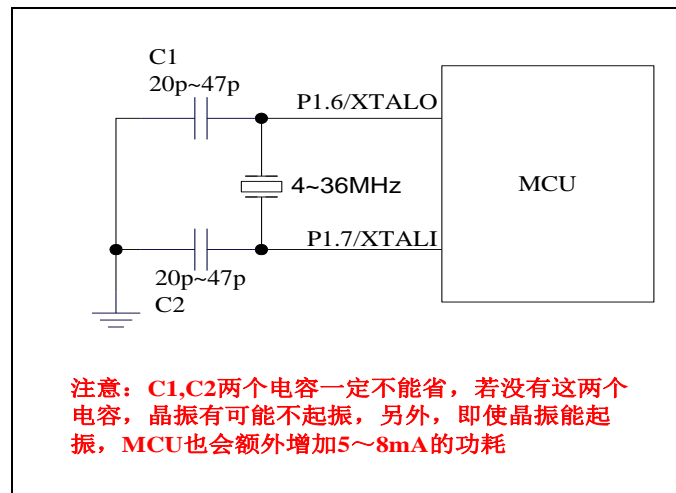 C1
20p~47p
P1.6/XTALO
4~36MHz
MCU
P1.7/XTALI
20p~47p
C2
注意：C1,C2两个电容一定不能省，若没有这两个
电容，晶振有可能不起振，另外，即使晶振能起
振，MCU也会额外增加5～8mA的功耗